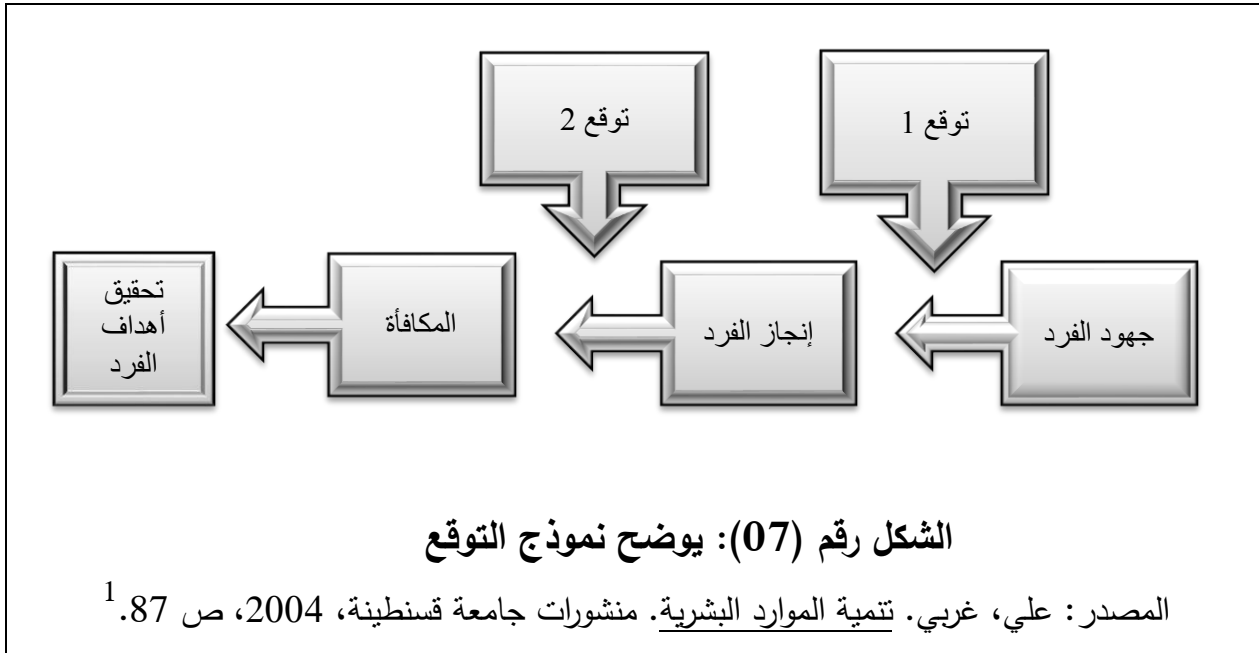 توقع 1
توقع 2
جهود الفرد
إنجاز الفرد
المكافأة
تحقيق
أهداف
الفرد
الشكل رقم (07): يوضح نموذج التوقع
المصدر: علي، غربي. تنمية الموارد البشرية. منشورات جامعة قسنطينة، 2004، ص 87.1